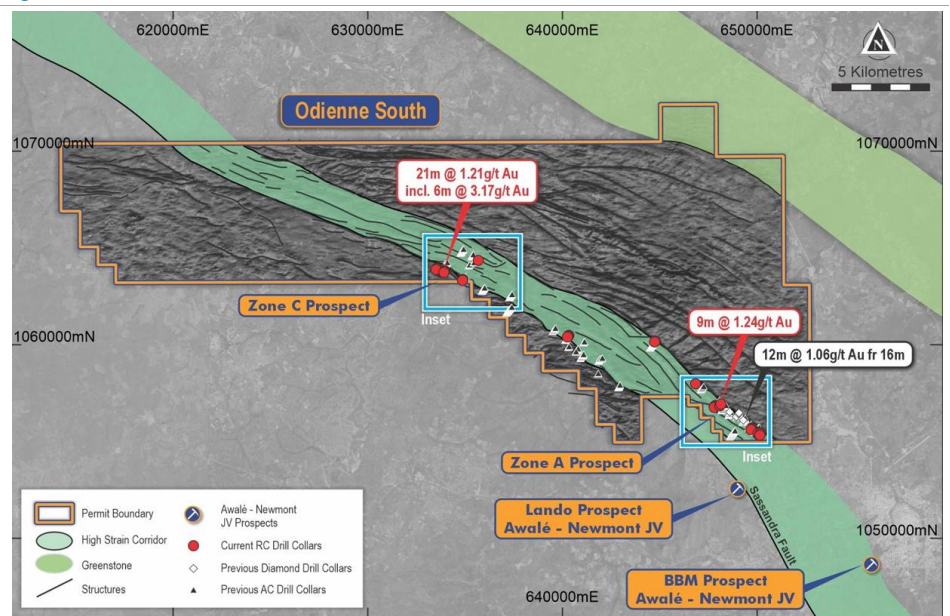 620000mE
630000mE
640000mE
650000mE
N
5 Kilometres
Odienne South
1070000mN
1070000mN
21m @ 1.21g/t Au
incl. 6m @ 3.17g/t Au
Zone C Prospect
Inset
1060000mN
9m @ 1.24g/t Au
12m @ 1.06g/t Au fr 16m
Zone A Prospect
Inset
Lando Prospect
Awalé - Newmont JV
Sassandra Fault
1050000mN
BBM Prospect
Awalé - Newmont JV
640000mE
Permit Boundary
High Strain Corridor
Greenstone
Structures
Awalé - Newmont
JV Prospects
Current RC Drill Collars
Previous Diamond Drill Collars
Previous AC Drill Collars